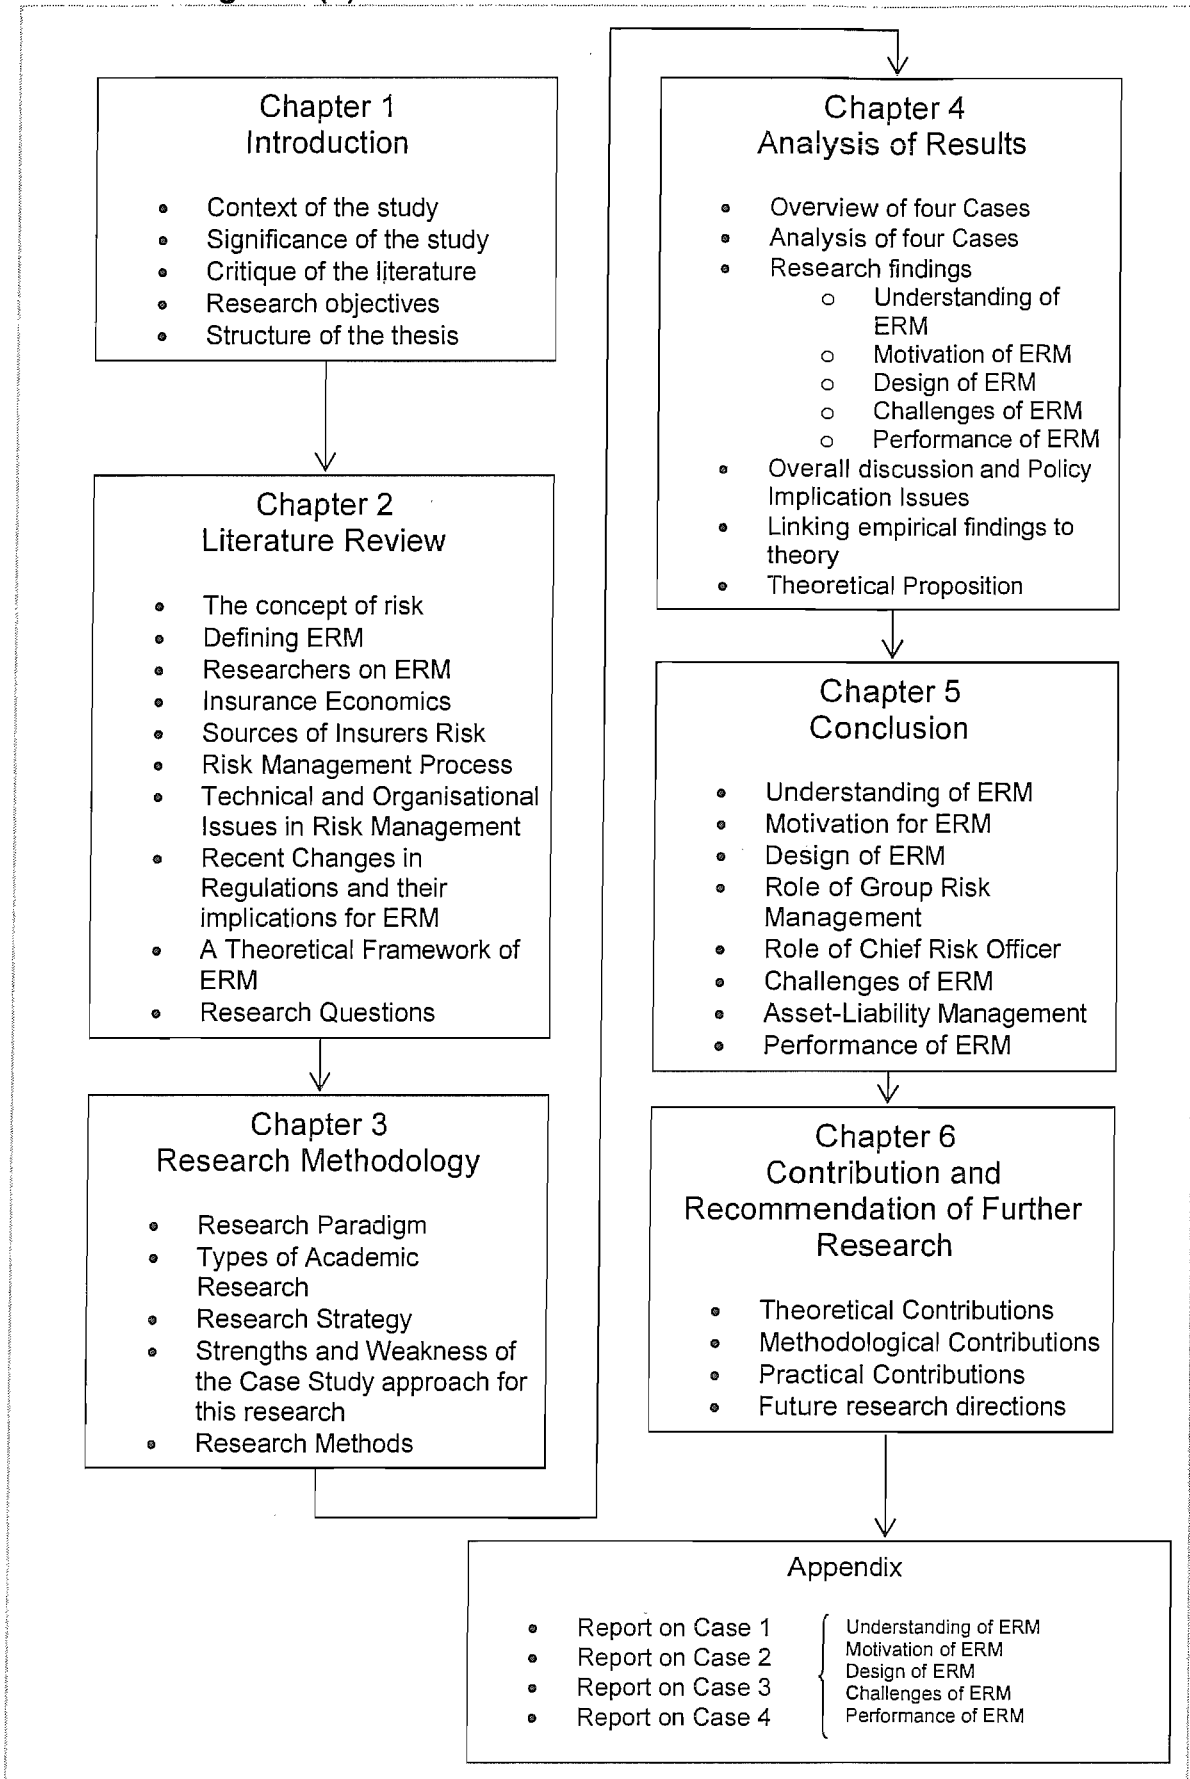 Chapter 1
Introduction
• Context of the study
• Significance of the study
• Critique of the literature
• Research objectives
• Structure of the thesis
Chapter 2
Literature Review
• The concept of risk
• Defining ERM
• Researchers on ERM
• Insurance Economics
• Sources of Insurers Risk
• Risk Management Process
• Technical and Organisational
Issues in Risk Management
• Recent Changes in
Regulations and their
implications for ERM
• A Theoretical Framework of
ERM
• Research Questions
Chapter 3
Research Methodology
• Research Paradigm
• Types of Academic
Research
• Research Strategy
• Strengths and Weakness of
the Case Study approach for
this research
• Research Methods
Chapter 4
Analysis of Results
• Overview of four Cases
• Analysis of four Cases
• Research findings
o Understanding of
ERM
o Motivation of ERM
o Design of ERM
o Challenges of ERM
o Performance of ERM
• Overall discussion and Policy
Implication Issues
• Linking empirical findings to
theory
• Theoretical Proposition
Chapter 5
Conclusion
• Understanding of ERM
• Motivation for ERM
• Design of ERM
• Role of Group Risk
Management
• Role of Chief Risk Officer
• Challenges of ERM
• Asset-Liability Management
• Performance of ERM
Chapter 6
Contribution and
Recommendation of Further
Research
• Theoretical Contributions
• Methodological Contributions
• Practical Contributions
• Future research directions
Appendix
• Report on Case 1
• Report on Case 2
• Report on Case 3
• Report on Case 4
Understanding of ERM
Motivation of ERM
Design of ERM
Challenges of ERM
Performance of ERM